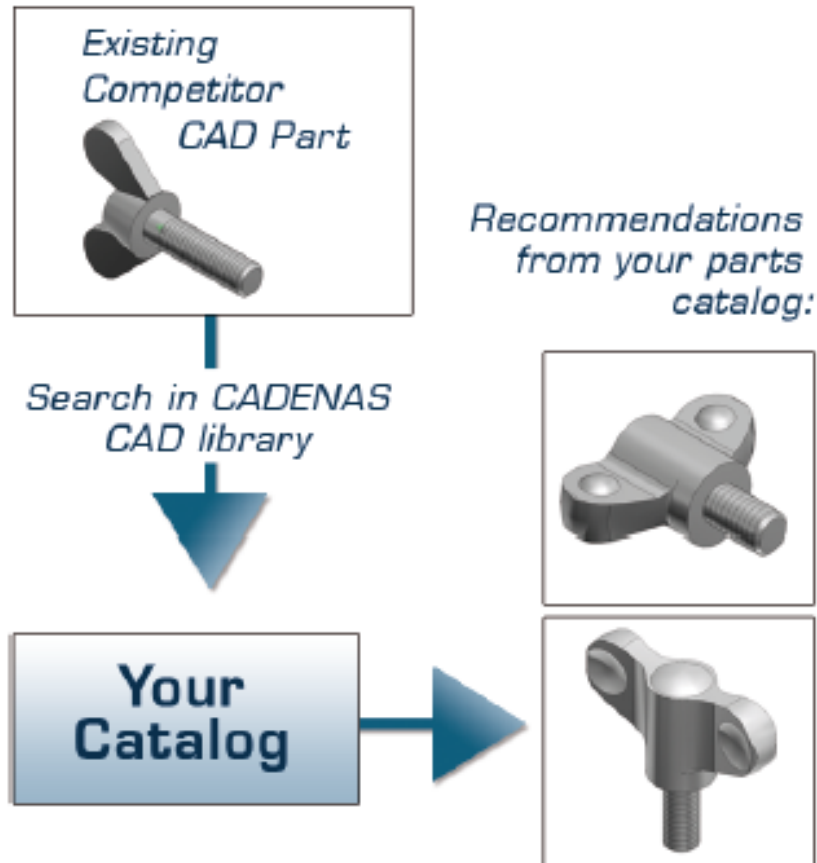 Existing
Competitor
CAD Part
Search in CADENAS
CAD library
Your
Catalog
Recommendations
from your parts
catalog: